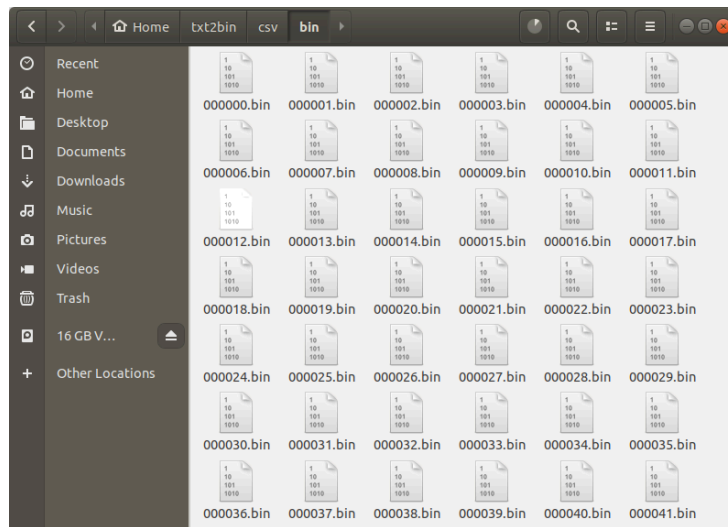 Home txt2bin csv bin
Recent
Home
Desktop
Documents
Downloads
Music
Pictures
Videos
Trash
16 GB V...
Other Locations
000000.bin 000001.bin 000002.bin 000003.bin 000004.bin 000005.bin
000006.bin 000007.bin 000008.bin 000009.bin 000010.bin 000011.bin
000012.bin 000013.bin 000014.bin 000015.bin 000016.bin 000017.bin
000018.bin 000019.bin 000020.bin 000021.bin 000022.bin 000023.bin
000024.bin 000025.bin 000026.bin 000027.bin 000028.bin 000029.bin
000030.bin 000031.bin 000032.bin 000033.bin 000034.bin 000035.bin
000036.bin 000037.bin 000038.bin 000039.bin 000040.bin 000041.bin